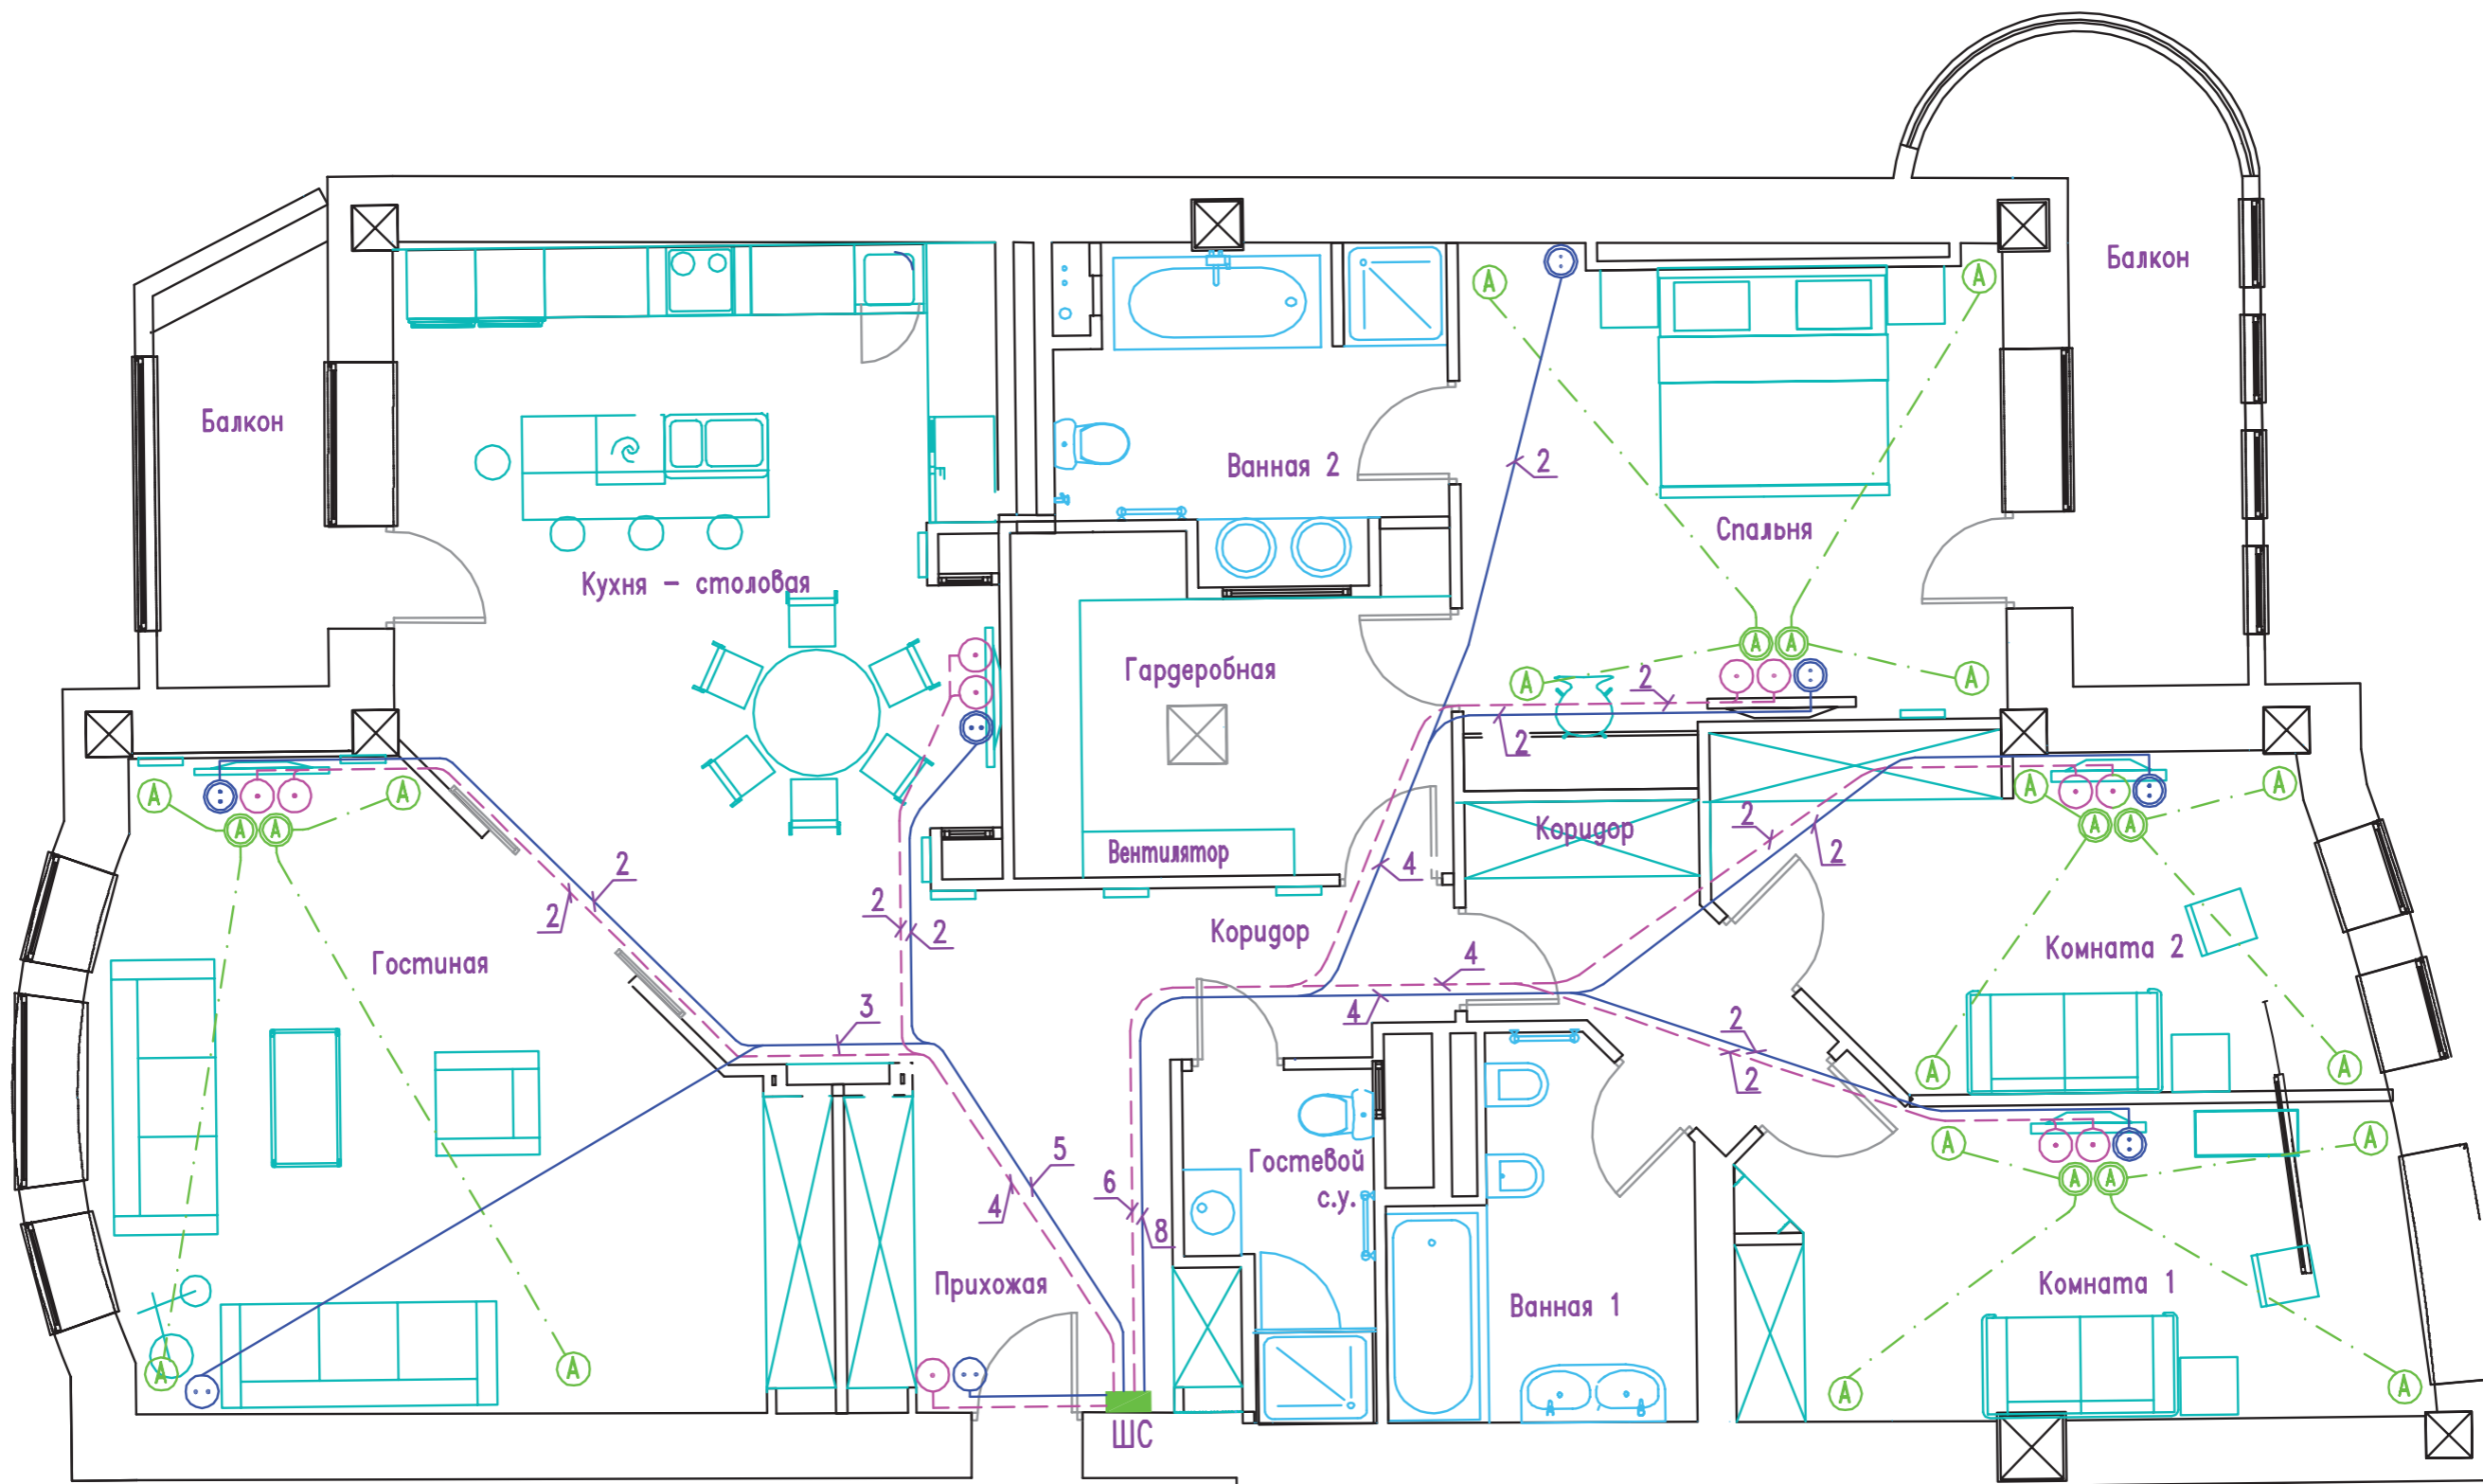 Балкон
A
A
Балкон
2
Ванная 2
Спальня
Кухня – столовая
A
A
Гардеробная
2
A
A
2
A
A
A
A
2
Коридор
A
A
A
A
Вентилятор
2
4
2
2
2
2
Коридор
Комната 2
Гостиная
4
3
4
2
A
A
2
A
A
5
Гостевой
с.у.
6
4
A
A
8
Прихожая
Комната 1
Ванная 1
A
A
A
A
ШС